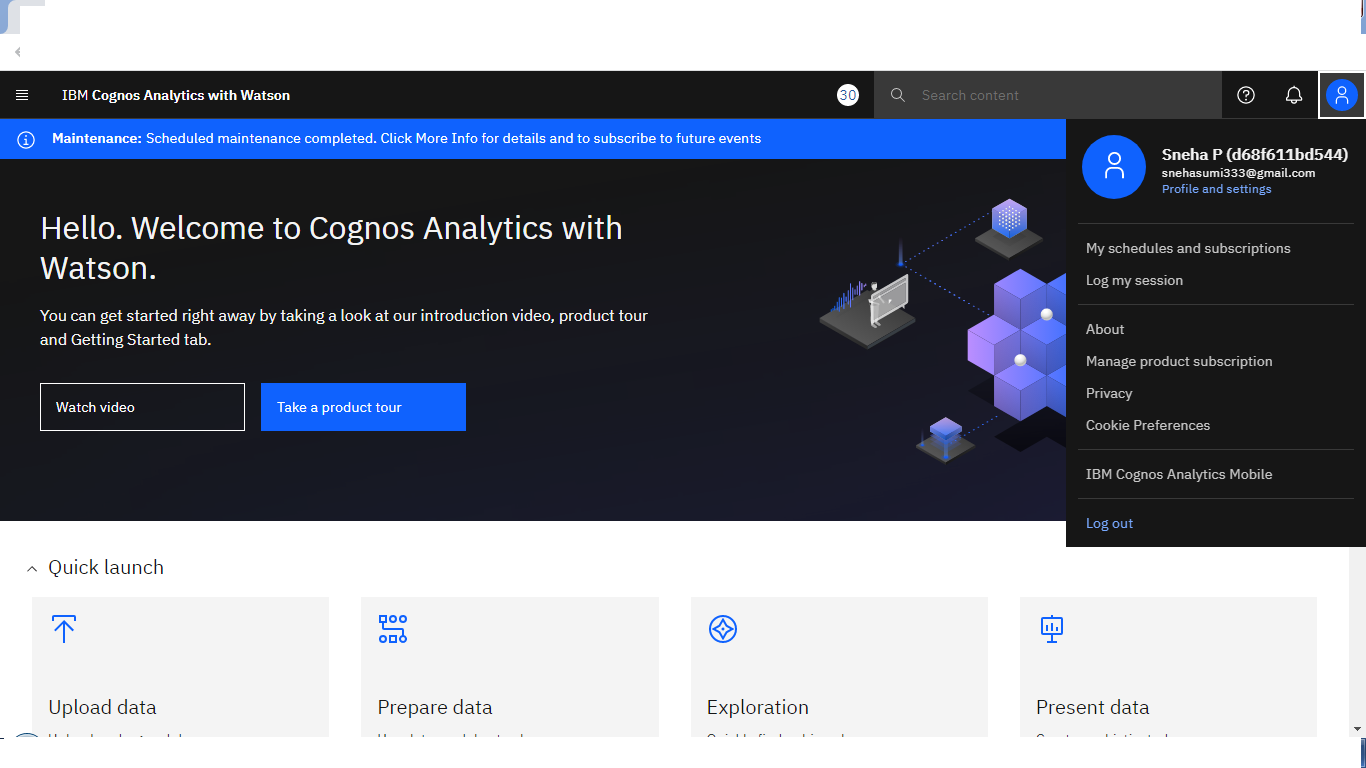 IBM Cognos Analytics with Watson
30
Search content
Maintenance: Scheduled maintenance completed. Click More Info for details and to subscribe to future events
Sneha P (d68f611bd544)
snehasumi333@gmail.com
Profile and settings
My schedules and subscriptions
Log my session
About
Manage product subscription
Privacy
Cookie Preferences
IBM Cognos Analytics Mobile
Log out
Hello. Welcome to Cognos Analytics with
Watson.
You can get started right away by taking a look at our introduction video, product tour
and Getting Started tab.
Watch video
Take a product tour
Quick launch
Upload data
Prepare data
Exploration
Present data